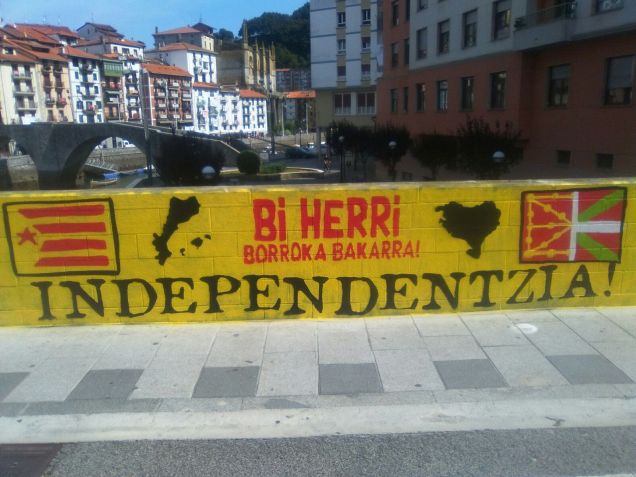 Bi HERRi
BORROKA BAKARRA!
INDEPENDENTZIA!